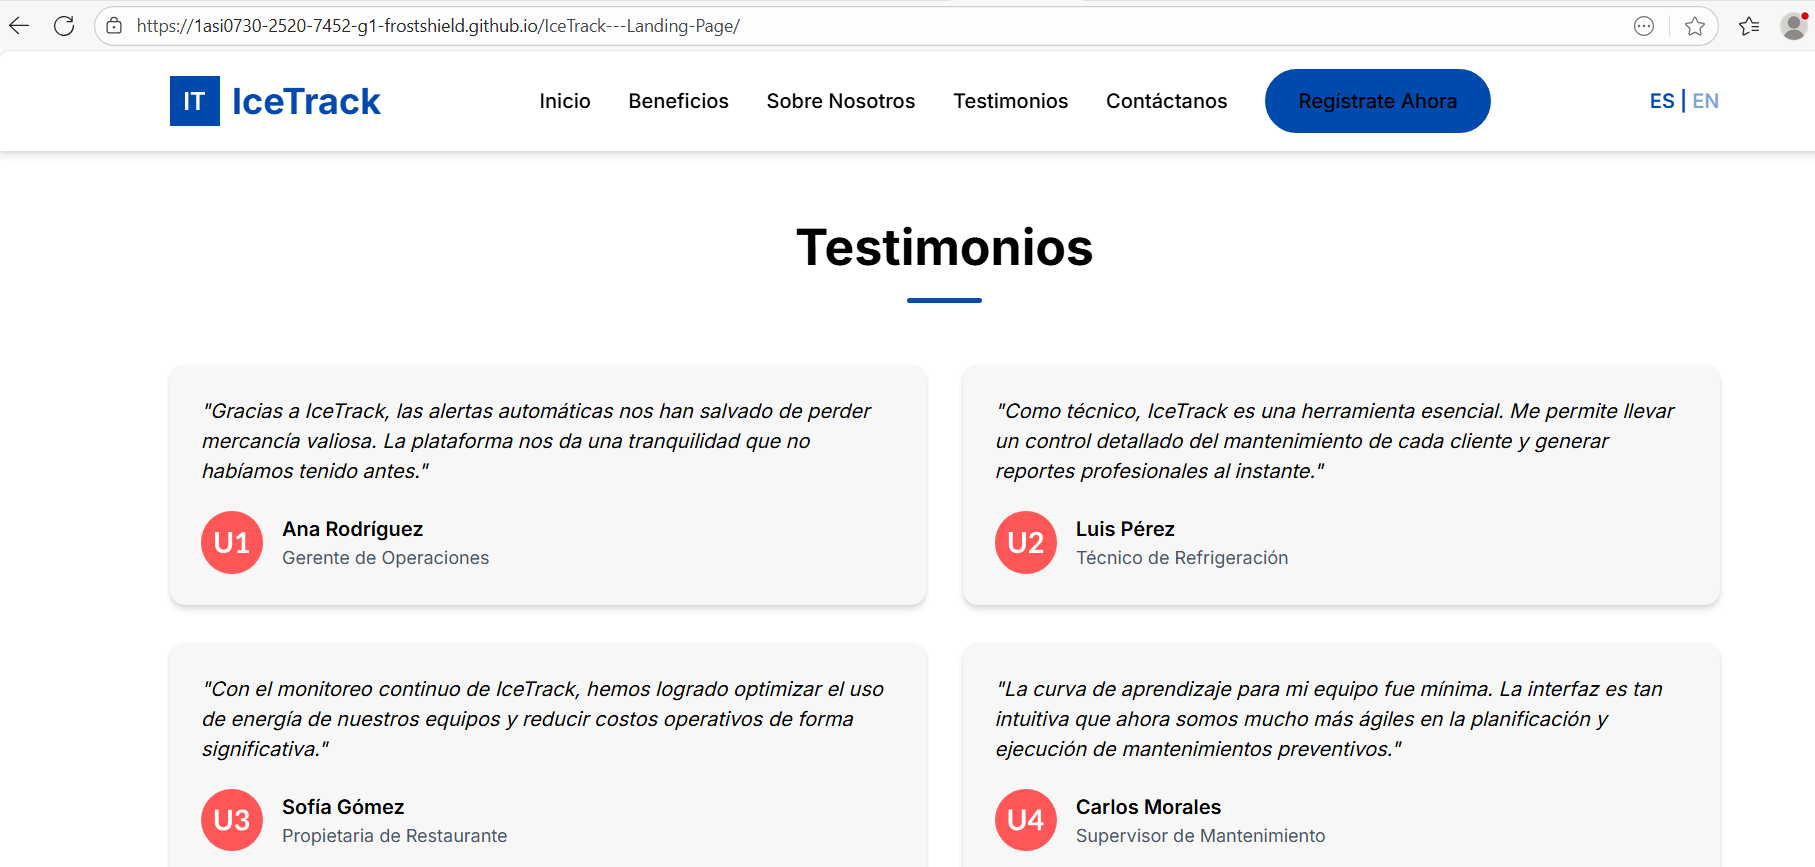 https://1asi0730-2520-7452-g1-frostshield.github.io/IceTrack---Landing-Page/
IT IceTrack Inicio Beneficios Sobre Nosotros Testimonios Contáctanos Regístrate Ahora ES | EN
Testimonios
"Gracias a IceTrack, las alertas automáticas nos han salvado de perder
mercancía valiosa. La plataforma nos da una tranquilidad que no
habíamos tenido antes."
U1 Ana Rodríguez
Gerente de Operaciones
"Como técnico, IceTrack es una herramienta esencial. Me permite llevar
un control detallado del mantenimiento de cada cliente y generar
reportes profesionales al instante."
U2 Luis Pérez
Técnico de Refrigeración
"Con el monitoreo continuo de IceTrack, hemos logrado optimizar el uso
de energía de nuestros equipos y reducir costos operativos de forma
significativa."
U3 Sofía Gómez
Propietaria de Restaurante
"La curva de aprendizaje para mi equipo fue mínima. La interfaz es tan
intuitiva que ahora somos mucho más ágiles en la planificación y
ejecución de mantenimientos preventivos."
U4 Carlos Morales
Supervisor de Mantenimiento